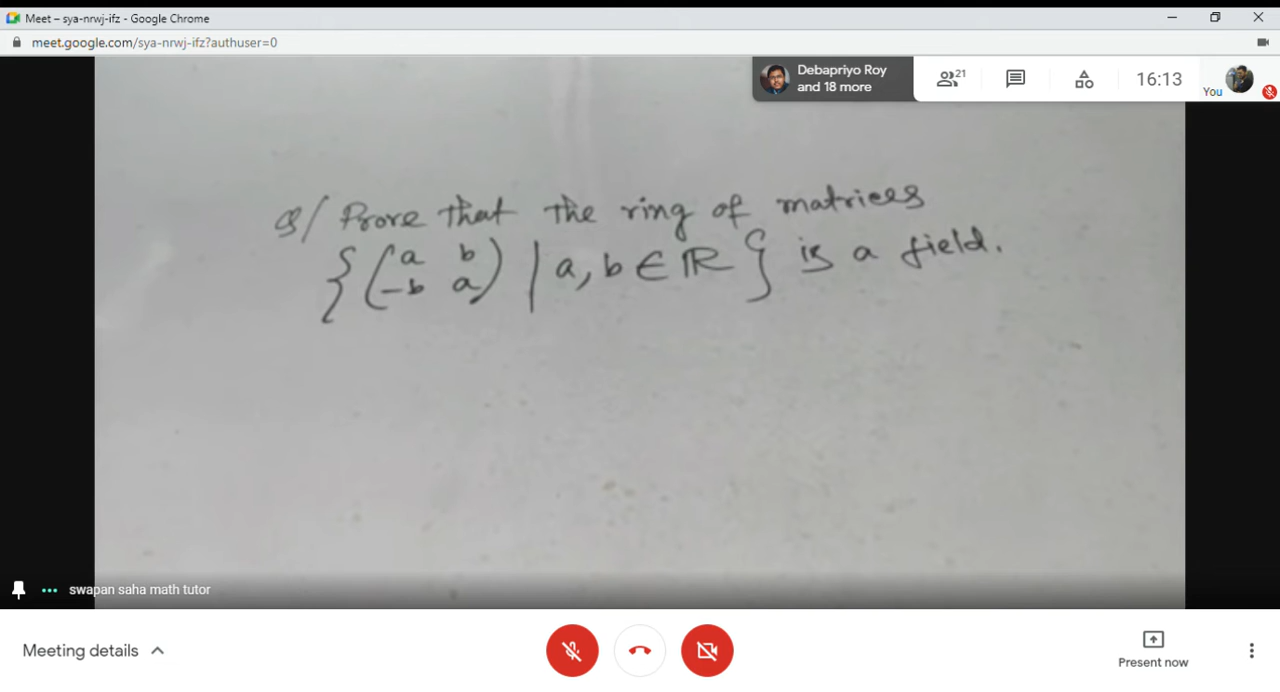 Meet – sya-nrwj-ifz - Google Chrome
meet.google.com/sya-nrwj-ifz?authuser=0
Debapriyo Roy
and 18 more
21
16:13
You
Q/ Prove that the ring of matrices
{(a b
-b a) | a, b ∈ ℝ} is a field.
swapan saha math tutor
Meeting details
Present now